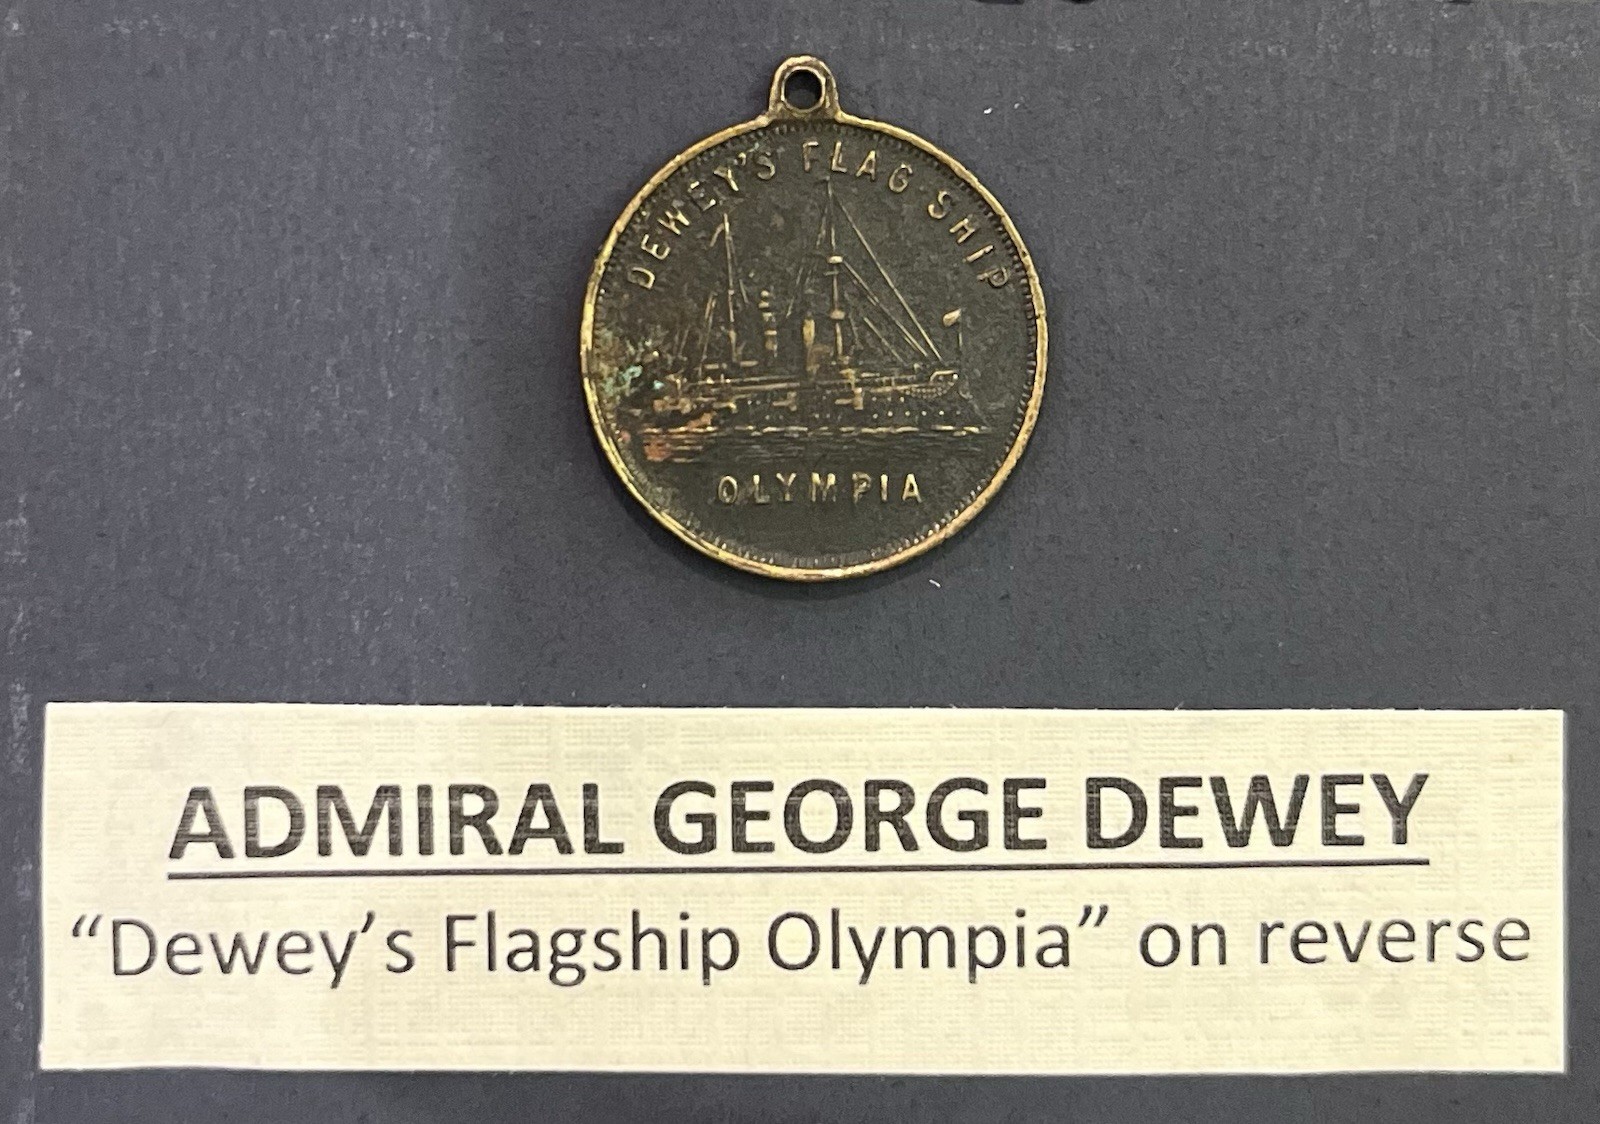 DEWEY'S FLAG SHIP
OLYMPIA
ADMIRAL GEORGE DEWEY
“Dewey’s Flagship Olympia” on reverse